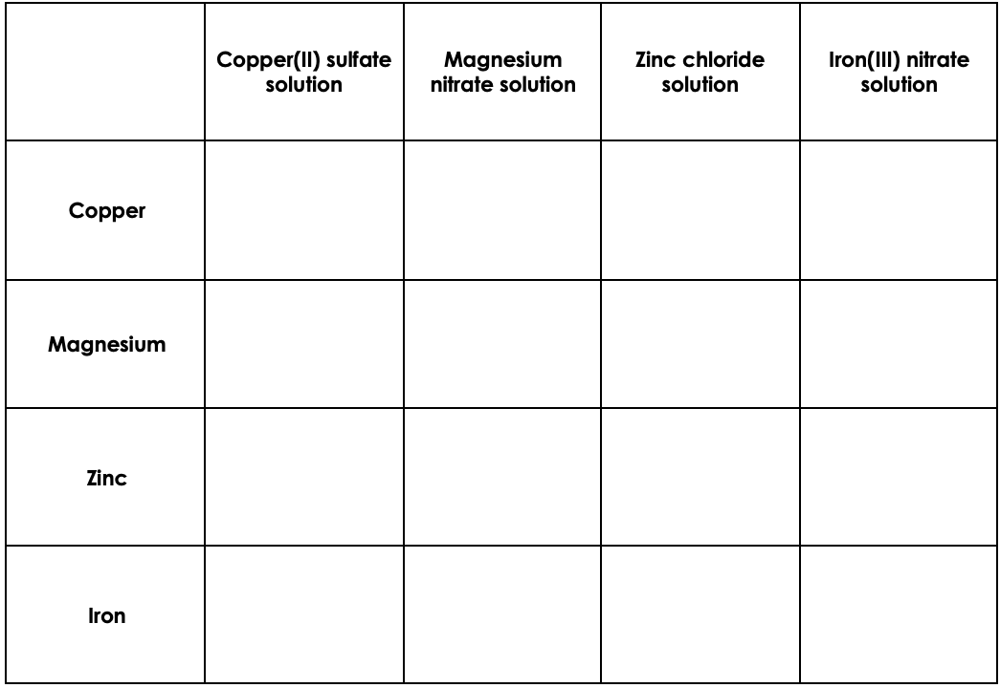 Copper(II) sulfate
solution
Magnesium
nitrate solution
Zinc chloride
solution
Iron(III) nitrate
solution
Copper
Magnesium
Zinc
Iron